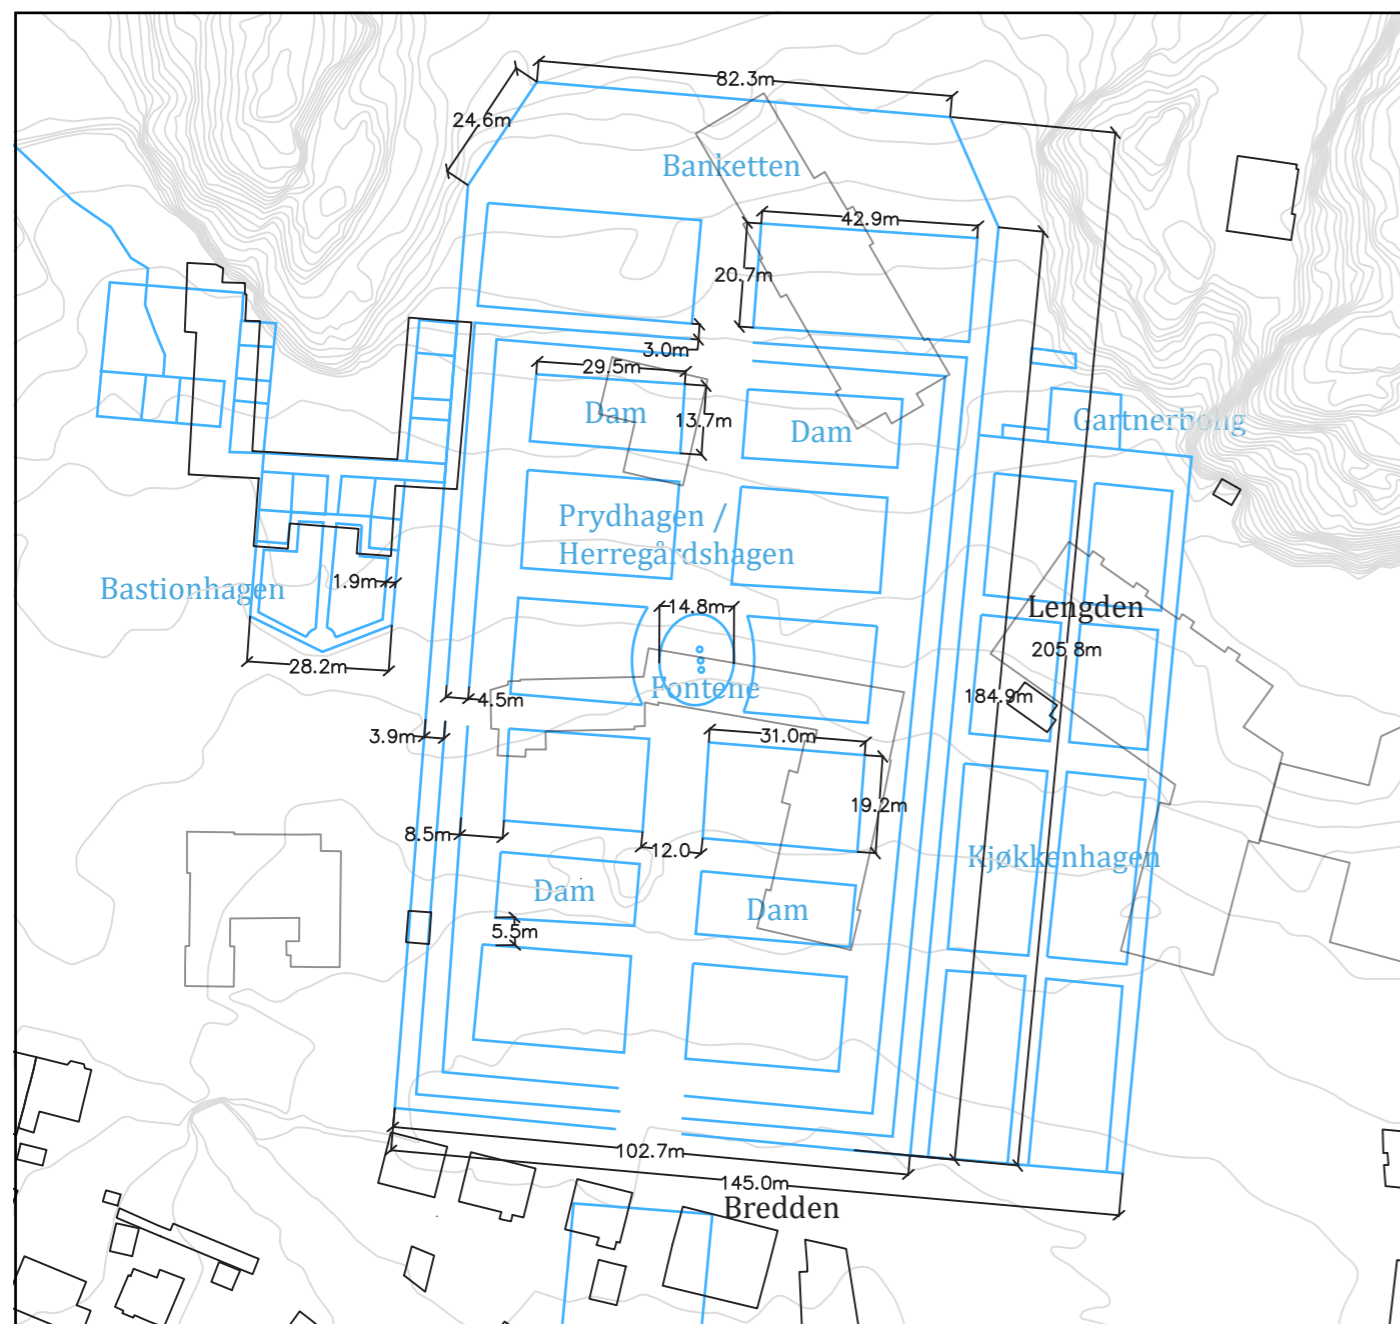 82.3m
24.6m
Banketten
42.9m
20.7m
3.0m
29.5m
Dam
13.7m
Dam
Gartnerbolig
Prydhagen /
Herregårdshagen
Bastionhagen
1.9m
14.8m
Lengden
205.8m
28.2m
Fontene
184.9m
4.5m
3.9m
31.0m
19.2m
8.5m
12.0
Kjøkkenhagen
Dam
Dam
5.5m
102.7m
145.0m
Bredden